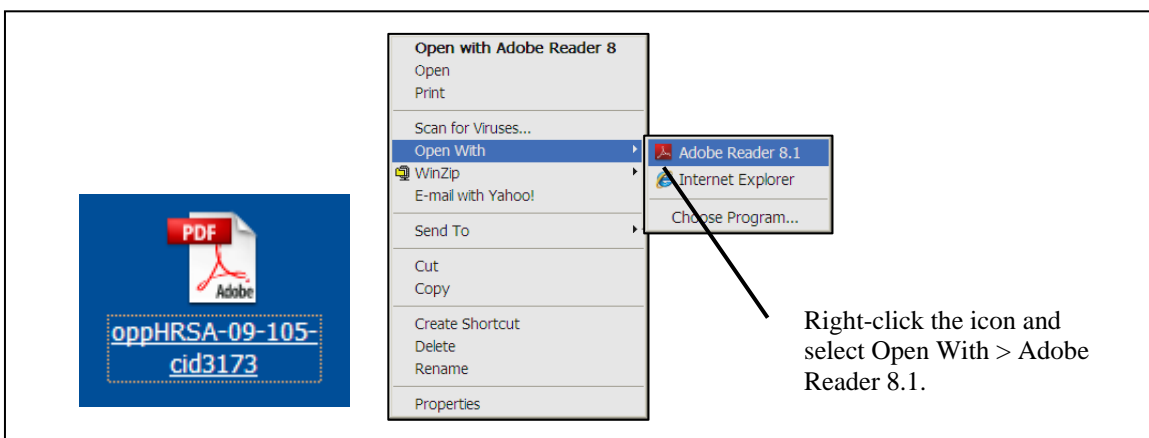 PDF
Adobe
oppHRSA-09-105-
cid3173
Open with Adobe Reader 8
Open
Print
Scan for Viruses...
Open With
WinZip
E-mail with Yahoo!
Send To
Cut
Copy
Create Shortcut
Delete
Rename
Properties
Adobe Reader 8.1
Internet Explorer
Choose Program...
Right-click the icon and
select Open With > Adobe
Reader 8.1.